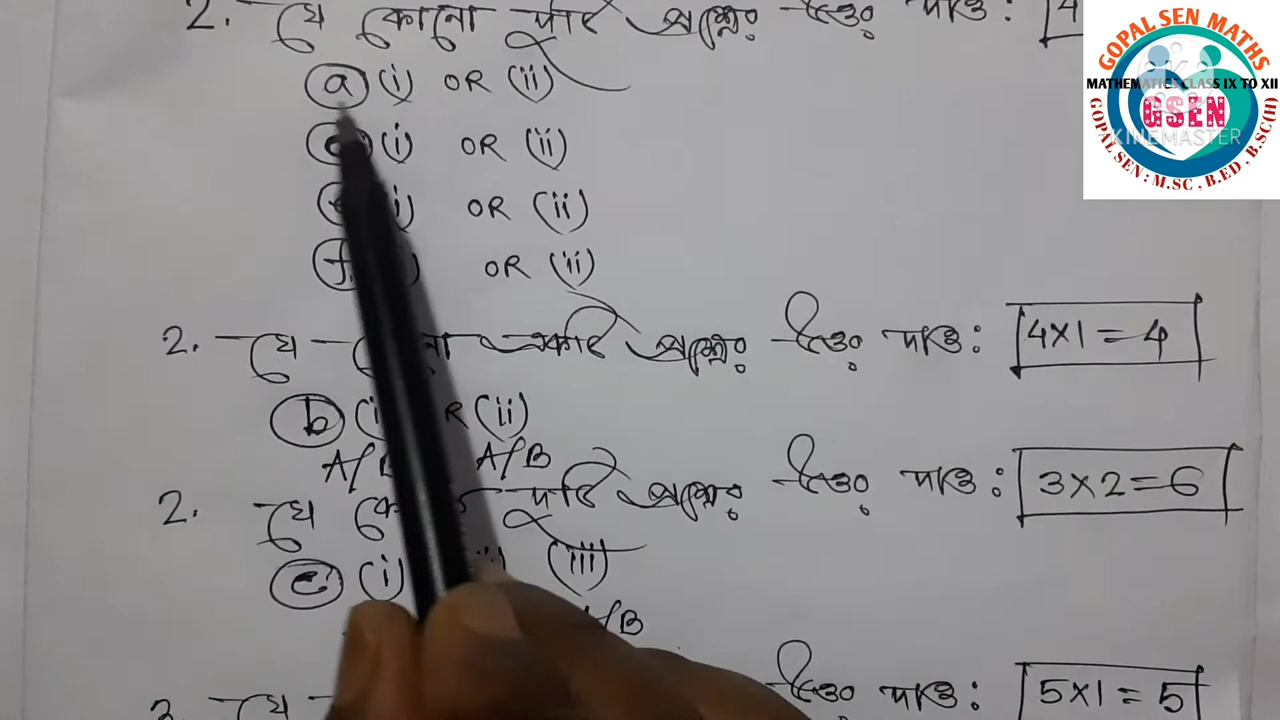 2. যে কোনো দুটি প্রশ্নের উত্তর দাও : 4
(a) (i) OR (ii)
(i) OR (ii)
i) OR (ii)
(f) OR (ii)
2. যে নো একটি প্রশ্নের উত্তর দাও : 4×1=4
(b) (i R (ii)
A/B A/B
2. যে কো দুটি প্রশ্নের উত্তর দাও : 3×2=6
(c) (i) (iii)
/B
3. যে উত্তর দাও : 5×1=5
GOPAL SEN MATHS
MATHEMATICS CLASS IX TO XII
GSEN
KINEMASTER
GOPAL SEN : M.SC , B.ED , B.SC(H)